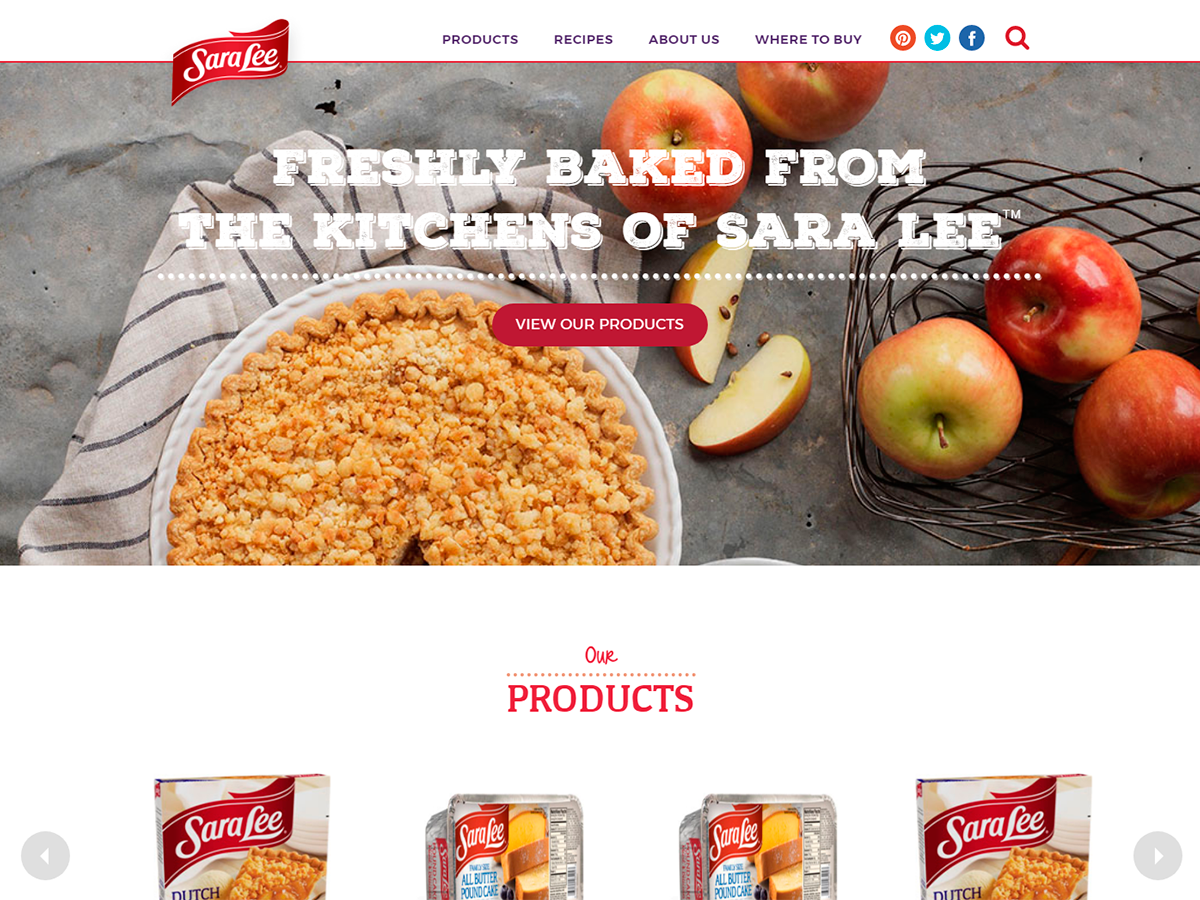 Sara Lee
PRODUCTS
RECIPES
ABOUT US
WHERE TO BUY
FRESHLY BAKED FROM
THE KITCHENS OF SARA LEE™
VIEW OUR PRODUCTS
Our
PRODUCTS
Sara Lee
DUTCH
Sara Lee
FAMILY SIZE
ALL BUTTER
POUND CAKE
Sara Lee
FAMILY SIZE
ALL BUTTER
POUND CAKE
Sara Lee
DUTCH